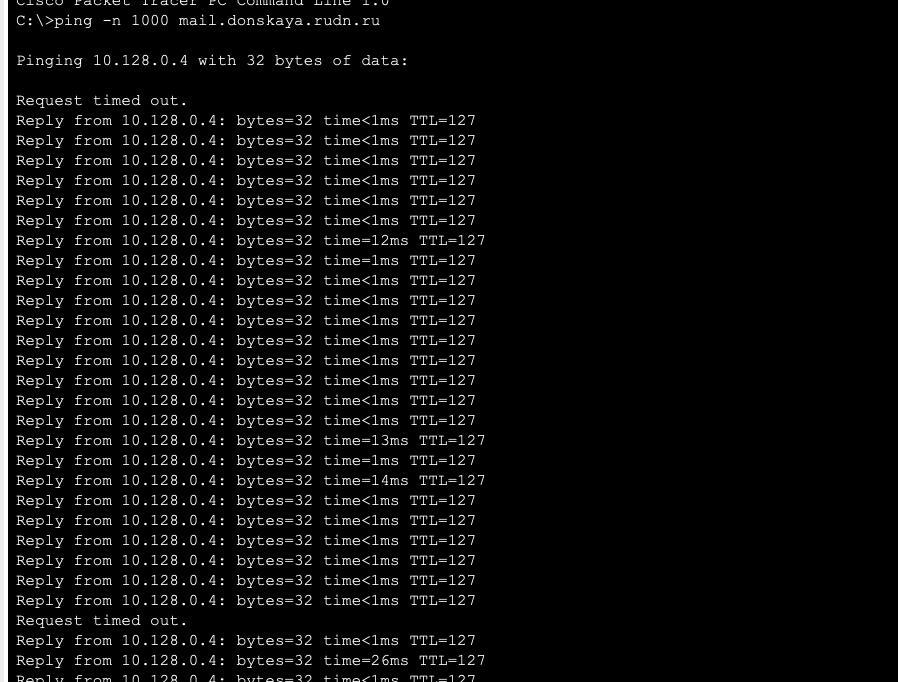 Cisco Packet Tracer PC Command Line 1.0
C:\>ping -n 1000 mail.donskaya.rudn.ru
Pinging 10.128.0.4 with 32 bytes of data:
Request timed out.
Reply from 10.128.0.4: bytes=32 time<1ms TTL=127
Reply from 10.128.0.4: bytes=32 time<1ms TTL=127
Reply from 10.128.0.4: bytes=32 time<1ms TTL=127
Reply from 10.128.0.4: bytes=32 time<1ms TTL=127
Reply from 10.128.0.4: bytes=32 time<1ms TTL=127
Reply from 10.128.0.4: bytes=32 time<1ms TTL=127
Reply from 10.128.0.4: bytes=32 time=12ms TTL=127
Reply from 10.128.0.4: bytes=32 time=1ms TTL=127
Reply from 10.128.0.4: bytes=32 time<1ms TTL=127
Reply from 10.128.0.4: bytes=32 time<1ms TTL=127
Reply from 10.128.0.4: bytes=32 time<1ms TTL=127
Reply from 10.128.0.4: bytes=32 time<1ms TTL=127
Reply from 10.128.0.4: bytes=32 time<1ms TTL=127
Reply from 10.128.0.4: bytes=32 time<1ms TTL=127
Reply from 10.128.0.4: bytes=32 time<1ms TTL=127
Reply from 10.128.0.4: bytes=32 time<1ms TTL=127
Reply from 10.128.0.4: bytes=32 time=13ms TTL=127
Reply from 10.128.0.4: bytes=32 time=1ms TTL=127
Reply from 10.128.0.4: bytes=32 time=14ms TTL=127
Reply from 10.128.0.4: bytes=32 time<1ms TTL=127
Reply from 10.128.0.4: bytes=32 time<1ms TTL=127
Reply from 10.128.0.4: bytes=32 time<1ms TTL=127
Reply from 10.128.0.4: bytes=32 time<1ms TTL=127
Reply from 10.128.0.4: bytes=32 time<1ms TTL=127
Reply from 10.128.0.4: bytes=32 time<1ms TTL=127
Request timed out.
Reply from 10.128.0.4: bytes=32 time<1ms TTL=127
Reply from 10.128.0.4: bytes=32 time=26ms TTL=127
Reply from 10.128.0.4: bytes=32 time<1ms TTL=127